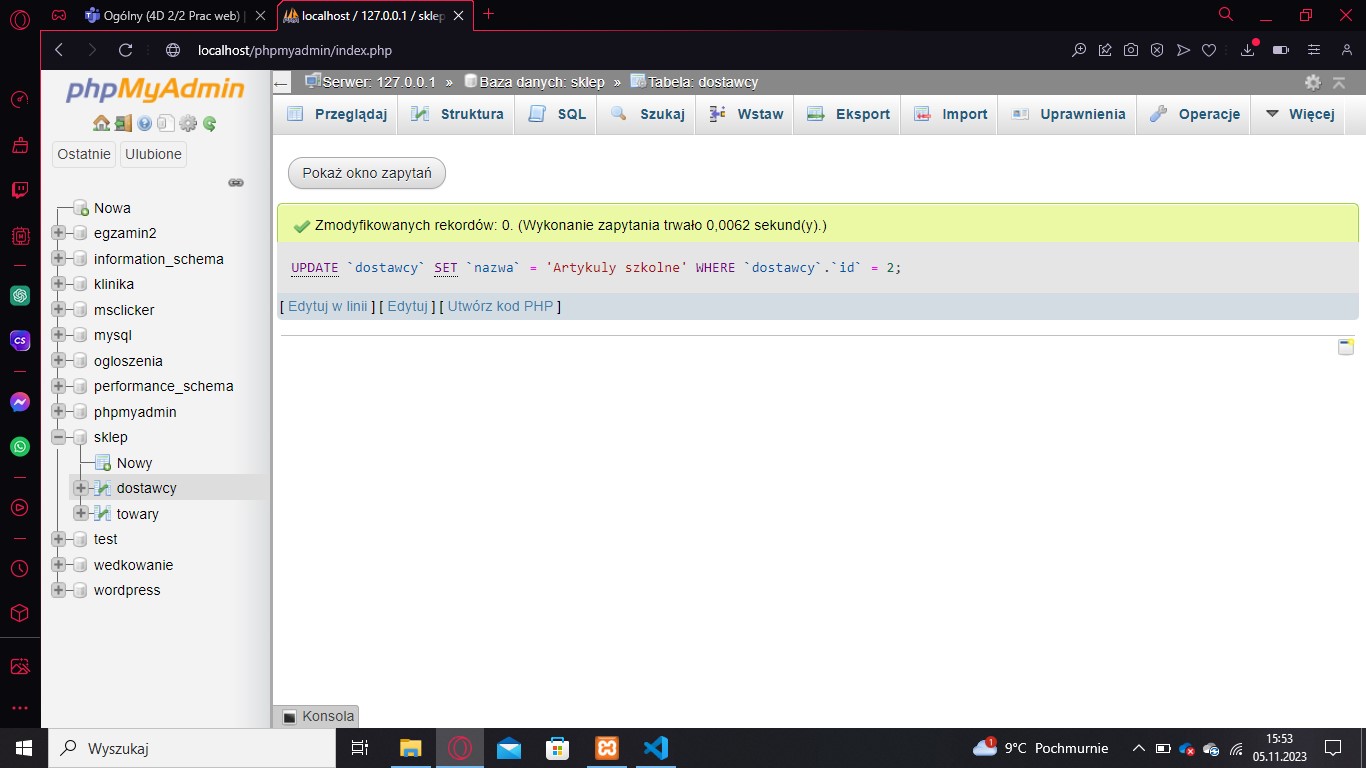 Ogólny (4D 2/2 Prac web) |
localhost / 127.0.0.1 / sklep
localhost/phpmyadmin/index.php
phpMyAdmin
Ostatnie
Ulubione
Nowa
egzamin2
information_schema
klinika
msclicker
mysql
ogloszenia
performance_schema
phpmyadmin
sklep
Nowy
dostawcy
towary
test
wedkowanie
wordpress
Serwer: 127.0.0.1 » Baza danych: sklep » Tabela: dostawcy
Przeglądaj Struktura SQL Szukaj Wstaw Eksport Import Uprawnienia Operacje Więcej
Pokaż okno zapytań
Zmodyfikowanych rekordów: 0. (Wykonanie zapytania trwało 0,0062 sekund(y).)
UPDATE `dostawcy` SET `nazwa` = 'Artykuly szkolne' WHERE `dostawcy`.`id` = 2;
[ Edytuj w linii ] [ Edytuj ] [ Utwórz kod PHP ]
Konsola
CS
Wyszukaj
1
9°C Pochmurnie
15:53
05.11.2023